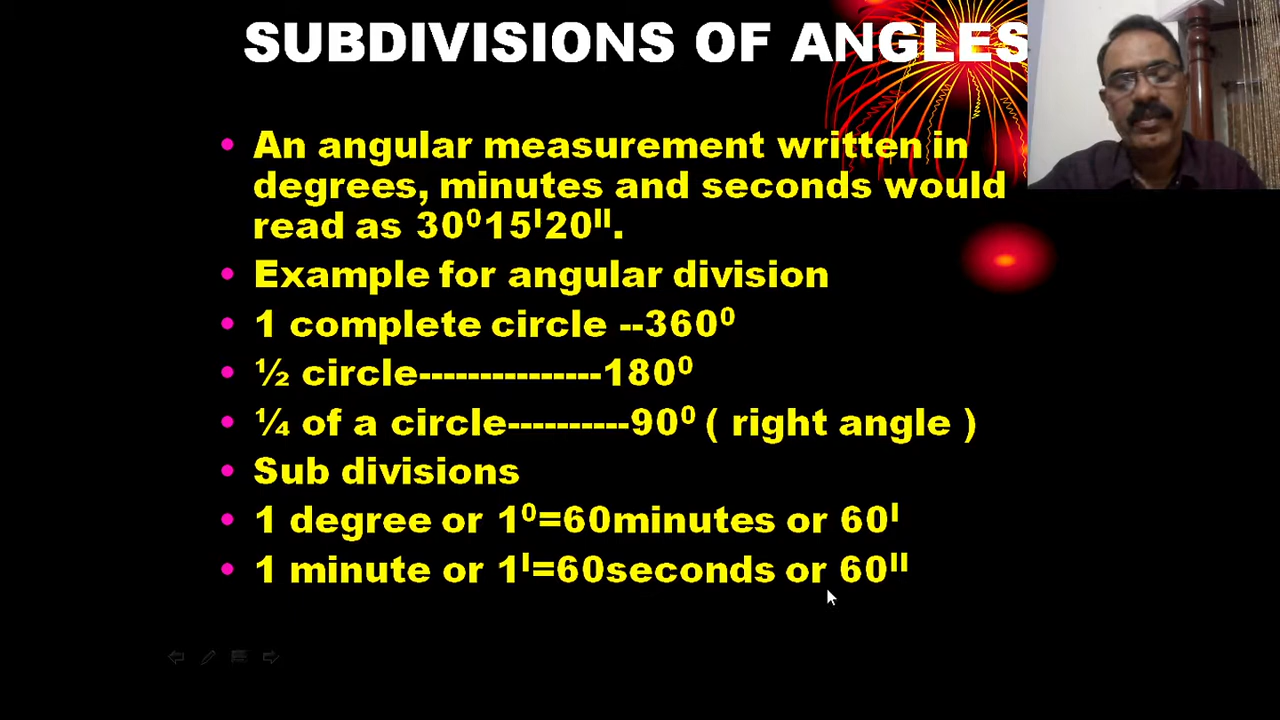 SUBDIVISIONS OF ANGLES
• An angular measurement written in
degrees, minutes and seconds would
read as 30⁰15ᴵ20ᴵᴵ.
• Example for angular division
• 1 complete circle --360⁰
• ½ circle---------------180⁰
• ¼ of a circle----------90⁰ ( right angle )
• Sub divisions
• 1 degree or 1⁰=60minutes or 60ᴵ
• 1 minute or 1ᴵ=60seconds or 60ᴵᴵ